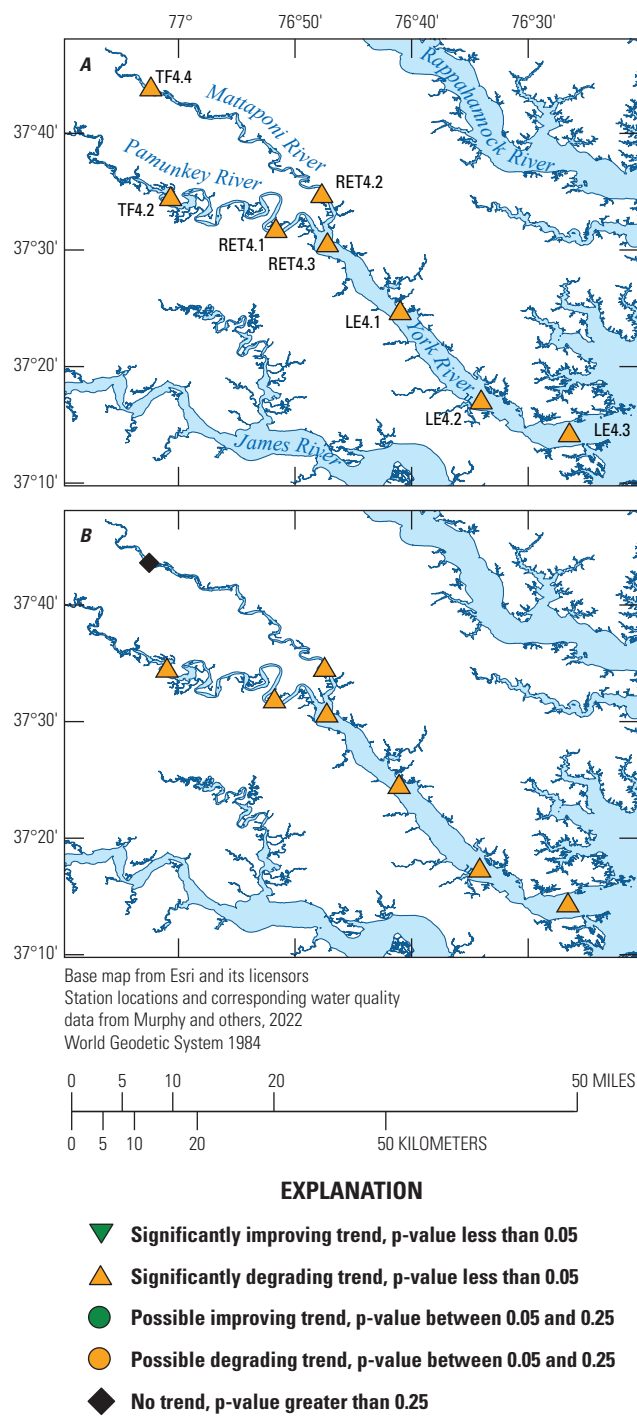 77° 76°50' 76°40' 76°30'
A
TF4.4
Mattaponi River
Rappahannock River
37°40'
Pamunkey River
RET4.2
TF4.2
RET4.1
37°30'
RET4.3
LE4.1
York River
37°20'
LE4.2
LE4.3
James River
37°10'
B
37°40'
37°30'
37°20'
37°10'
Base map from Esri and its licensors
Station locations and corresponding water quality
data from Murphy and others, 2022
World Geodetic System 1984
0 5 10 20 50 MILES
0 5 10 20 50 KILOMETERS
EXPLANATION
Significantly improving trend, p-value less than 0.05
Significantly degrading trend, p-value less than 0.05
Possible improving trend, p-value between 0.05 and 0.25
Possible degrading trend, p-value between 0.05 and 0.25
No trend, p-value greater than 0.25